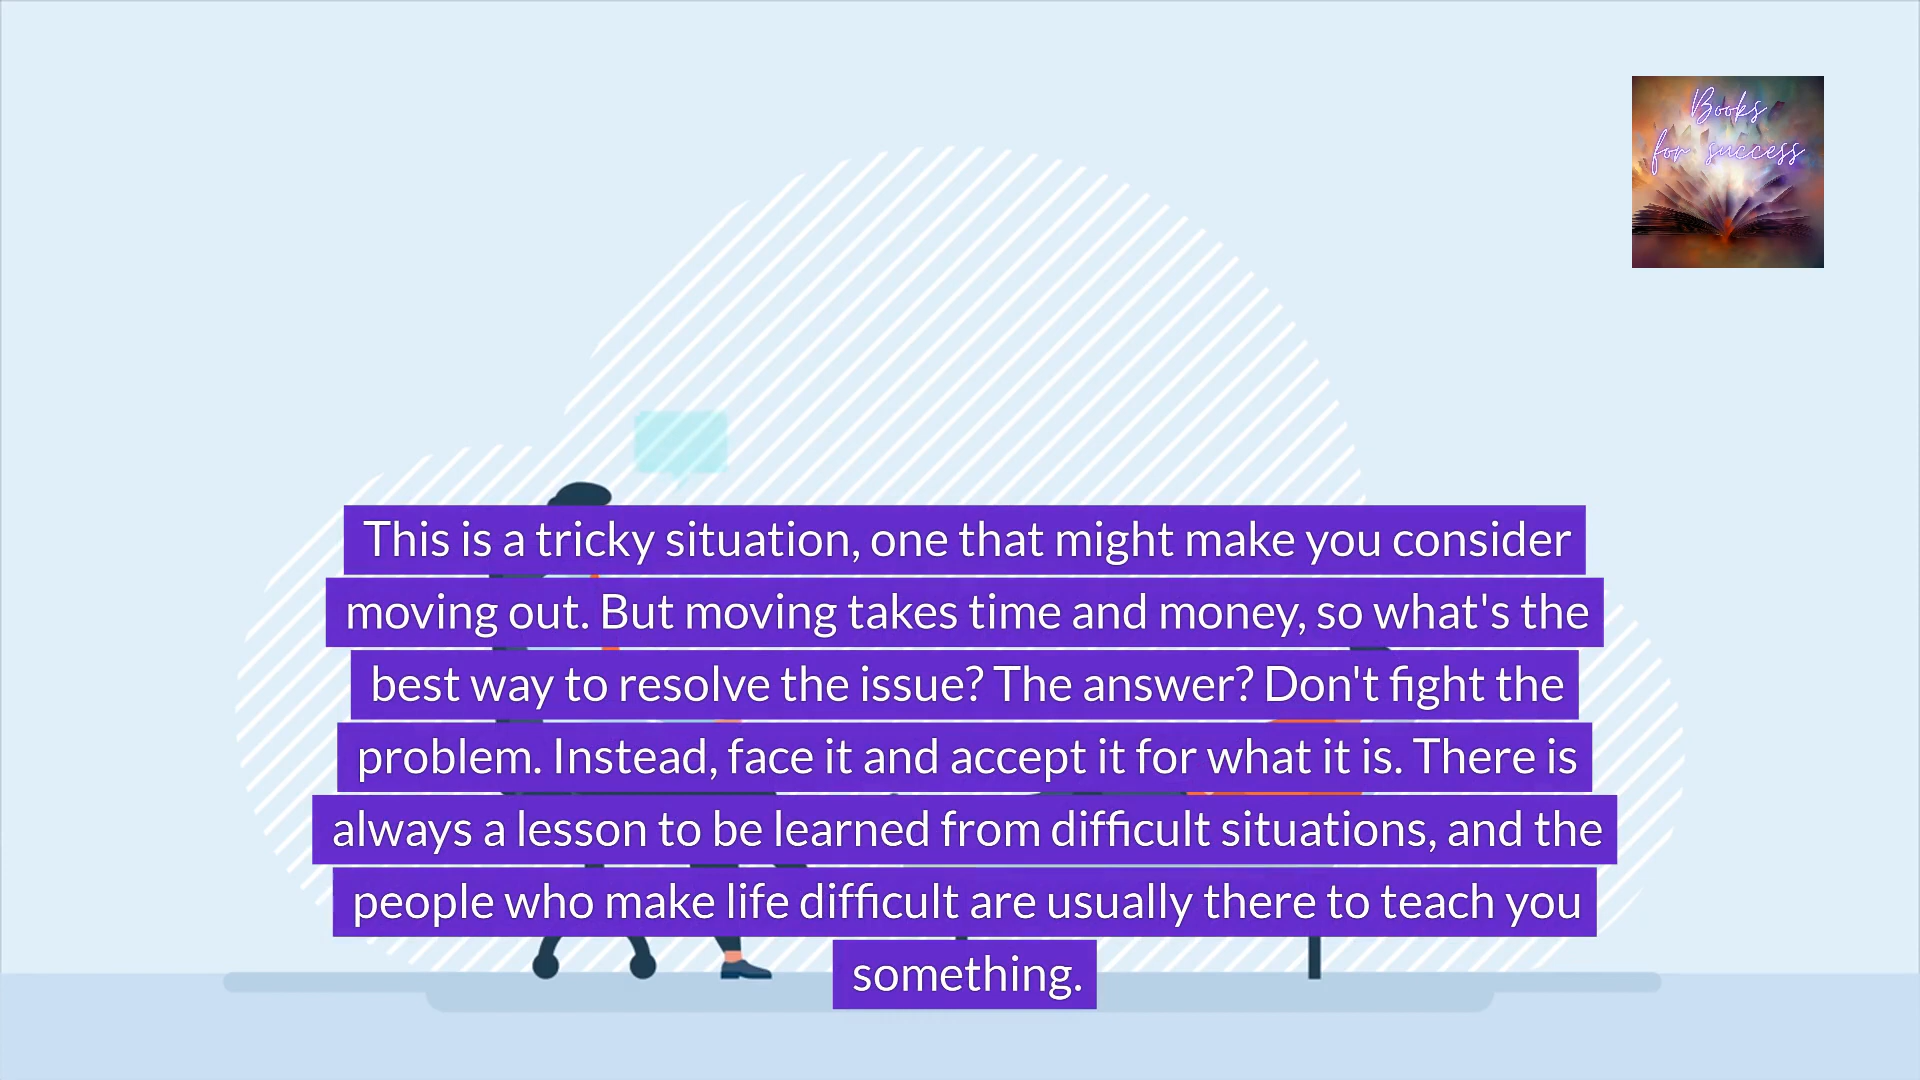 Books
for success
This is a tricky situation, one that might make you consider
moving out. But moving takes time and money, so what's the
best way to resolve the issue? The answer? Don't fight the
problem. Instead, face it and accept it for what it is. There is
always a lesson to be learned from difficult situations, and the
people who make life difficult are usually there to teach you
something.